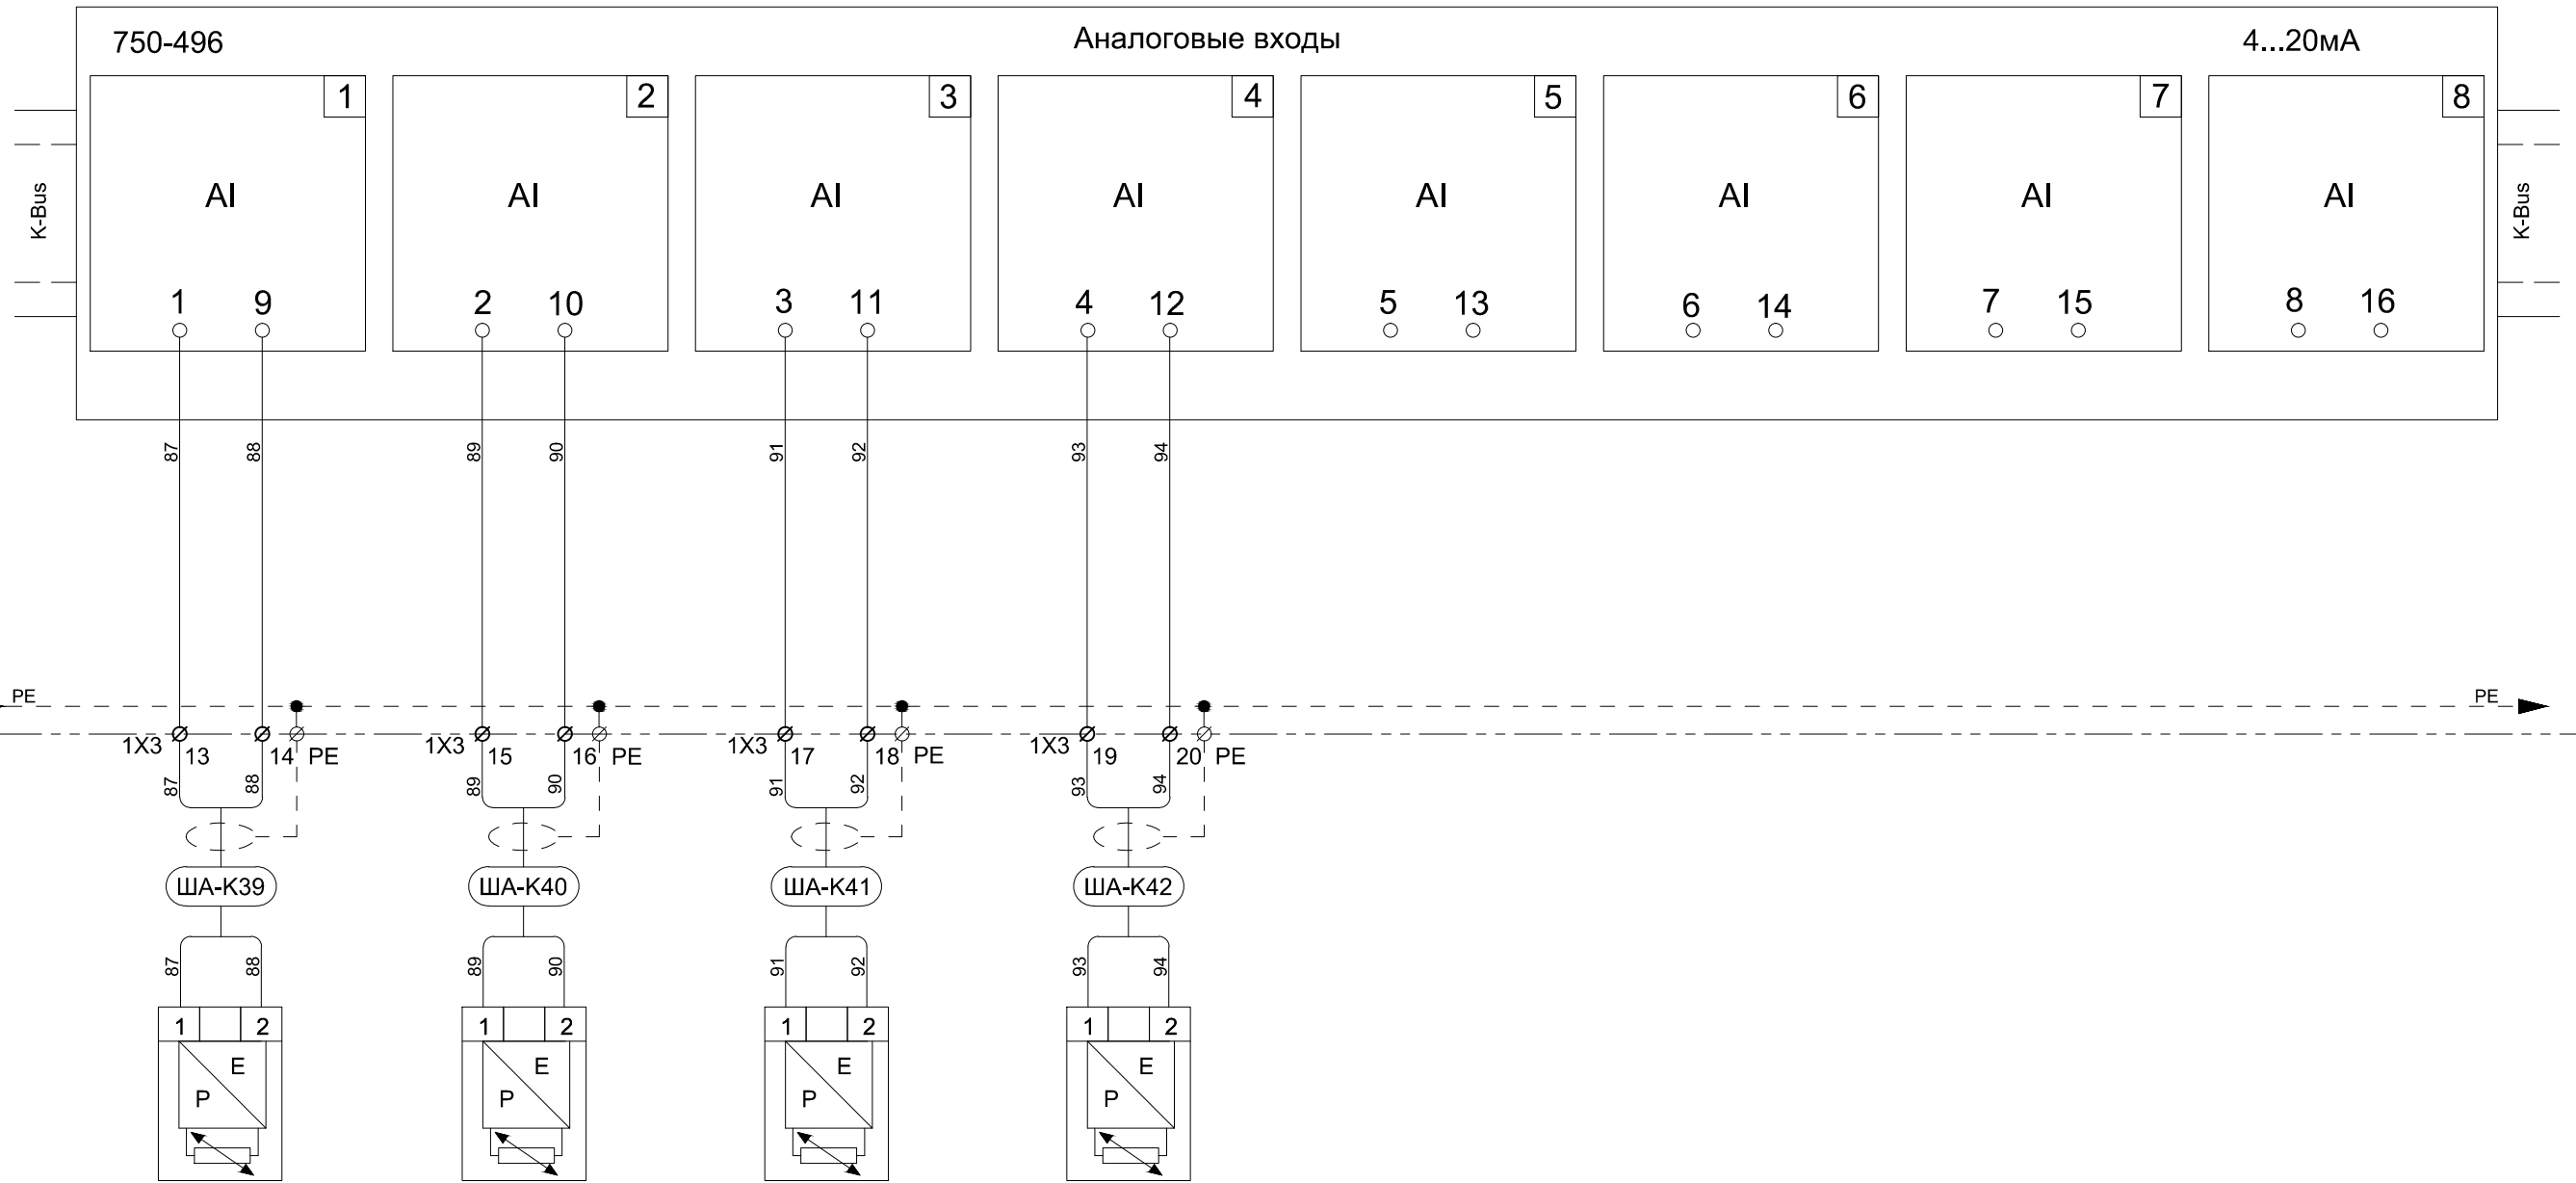 750-496 Аналоговые входы 4...20мА
1 2 3 4 5 6 7 8
K-Bus AI AI AI AI AI AI AI AI K-Bus
1 9 2 10 3 11 4 12 5 13 6 14 7 15 8 16
87 88 89 90 91 92 93 94
PE PE
1X3 13 14 PE 1X3 15 16 PE 1X3 17 18 PE 1X3 19 20 PE
87 88 89 90 91 92 93 94
ША-К39 ША-К40 ША-К41 ША-К42
87 88 89 90 91 92 93 94
1 2 1 2 1 2 1 2
E E E E
P P P P